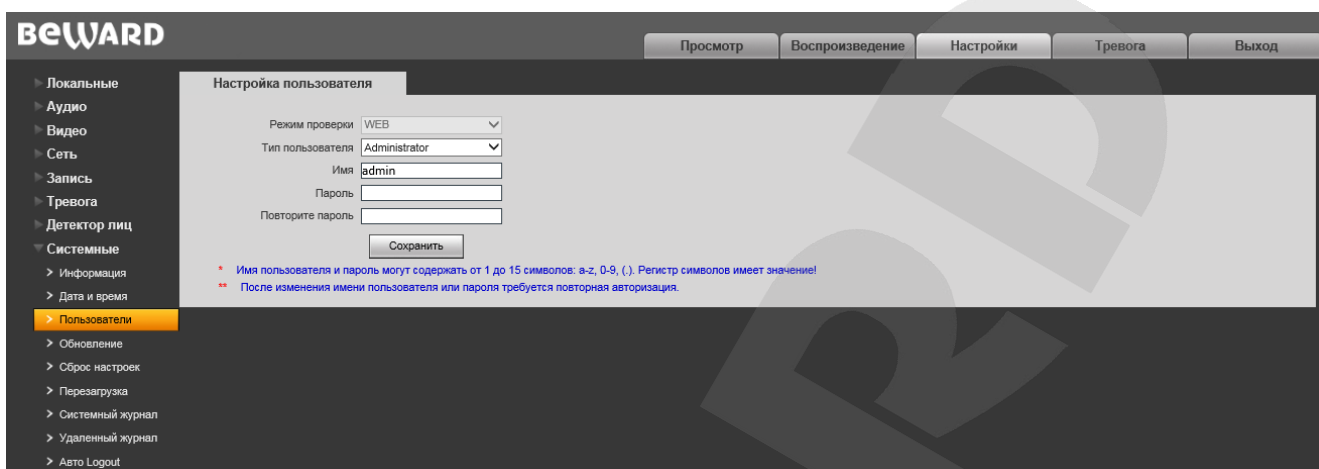 BEWARD
Просмотр
Воспроизведение
Настройки
Тревога
Выход
Локальные
Аудио
Видео
Сеть
Запись
Тревога
Детектор лиц
Системные
Информация
Дата и время
Пользователи
Обновление
Сброс настроек
Перезагрузка
Системный журнал
Удаленный журнал
Авто Logout
Настройка пользователя
Режим проверки WEB
Тип пользователя Administrator
Имя admin
Пароль
Повторите пароль
Сохранить
* Имя пользователя и пароль могут содержать от 1 до 15 символов: a-z, 0-9, (.). Регистр символов имеет значение!
** После изменения имени пользователя или пароля требуется повторная авторизация.
RD